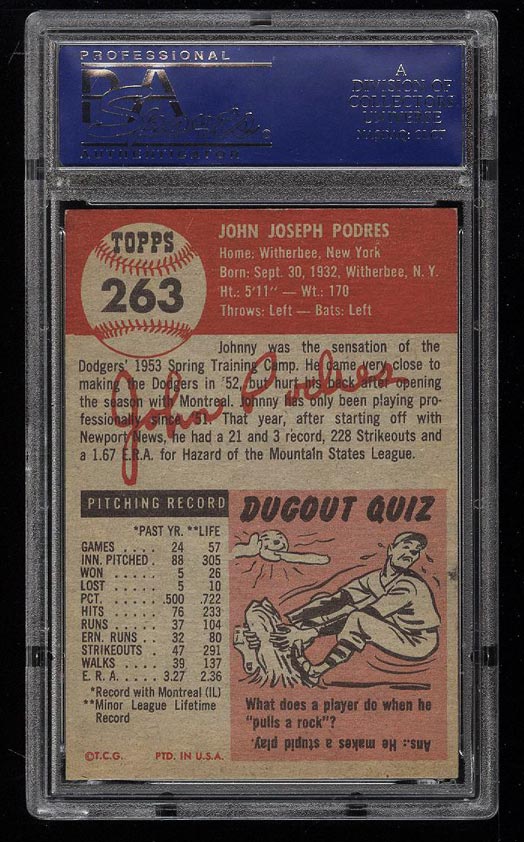 PROFESSIONAL
PSA
Sports
AUTHENTICATOR
A
DIVISION OF
COLLECTORS
UNIVERSE
NASDAQ: CLCT
TOPPS
263
JOHN JOSEPH PODRES
Home: Witherbee, New York
Born: Sept. 30, 1932, Witherbee, N. Y.
Ht.: 5'11" — Wt.: 170
Throws: Left — Bats: Left
Johnny was the sensation of the
Dodgers' 1953 Spring Training Camp. He came very close to
making the Dodgers in '52, but hurt his back after opening
the season with Montreal. Johnny has only been playing pro-
fessionally since '51. That year, after starting off with
Newport News, he had a 21 and 3 record, 228 Strikeouts and
a 1.67 E.R.A. for Hazard of the Mountain States League.
John Podres
PITCHING RECORD
*PAST YR. **LIFE
GAMES . . . . 24 57
INN. PITCHED . 88 305
WON . . . . . 5 26
LOST . . . . . 5 10
PCT. . . . . .500 .722
HITS . . . . 76 233
RUNS . . . . 37 104
ERN. RUNS . . 32 80
STRIKEOUTS . . 47 291
WALKS . . . . 39 137
E. R. A. . . . 3.27 2.36
*Record with Montreal (IL)
**Minor League Lifetime
Record
©T.C.G. PTD. IN U.S.A.
DUGOUT QUIZ
What does a player do when he
"pulls a rock"?
Ans.: He makes a stupid play.